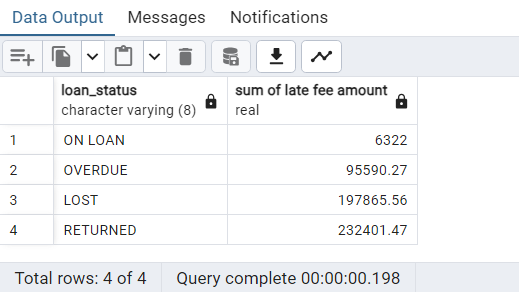 Data Output Messages Notifications
loan_status sum of late fee amount
character varying (8) real
1 ON LOAN 6322
2 OVERDUE 95590.27
3 LOST 197865.56
4 RETURNED 232401.47
Total rows: 4 of 4 Query complete 00:00:00.198